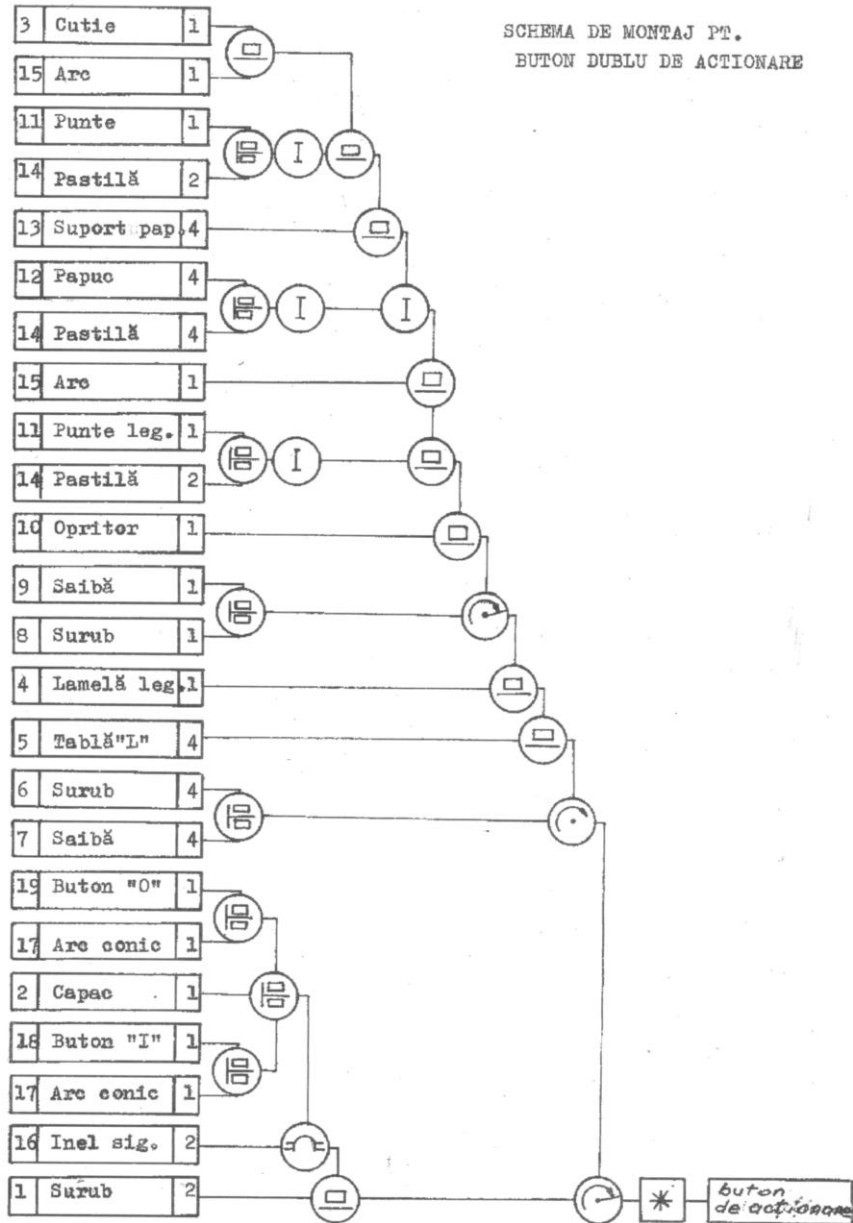 SCHEMA DE MONTAJ PT.
BUTON DUBLU DE ACTIONARE
3 Cutie 1
15 Arc 1
11 Punte 1
14 Pastilă 2
13 Suport pap. 4
12 Papuc 4
14 Pastilă 4
15 Arc 1
11 Punte leg. 1
14 Pastilă 2
10 Opritor 1
9 Saibă 1
8 Surub 1
4 Lamelă leg. 1
5 Tablă"L" 4
6 Surub 4
7 Saibă 4
19 Buton "O" 1
17 Arc conic 1
2 Capac 1
18 Buton "I" 1
17 Arc conic 1
16 Inel sig. 2
1 Surub 2
buton
de actionare